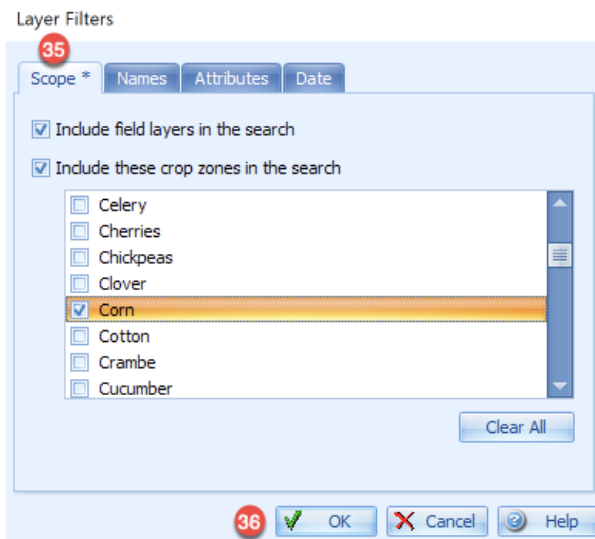 Layer Filters
35
Scope * Names Attributes Date
Include field layers in the search
Include these crop zones in the search
Celery
Cherries
Chickpeas
Clover
Corn
Cotton
Crambe
Cucumber
Clear All
36 OK Cancel Help